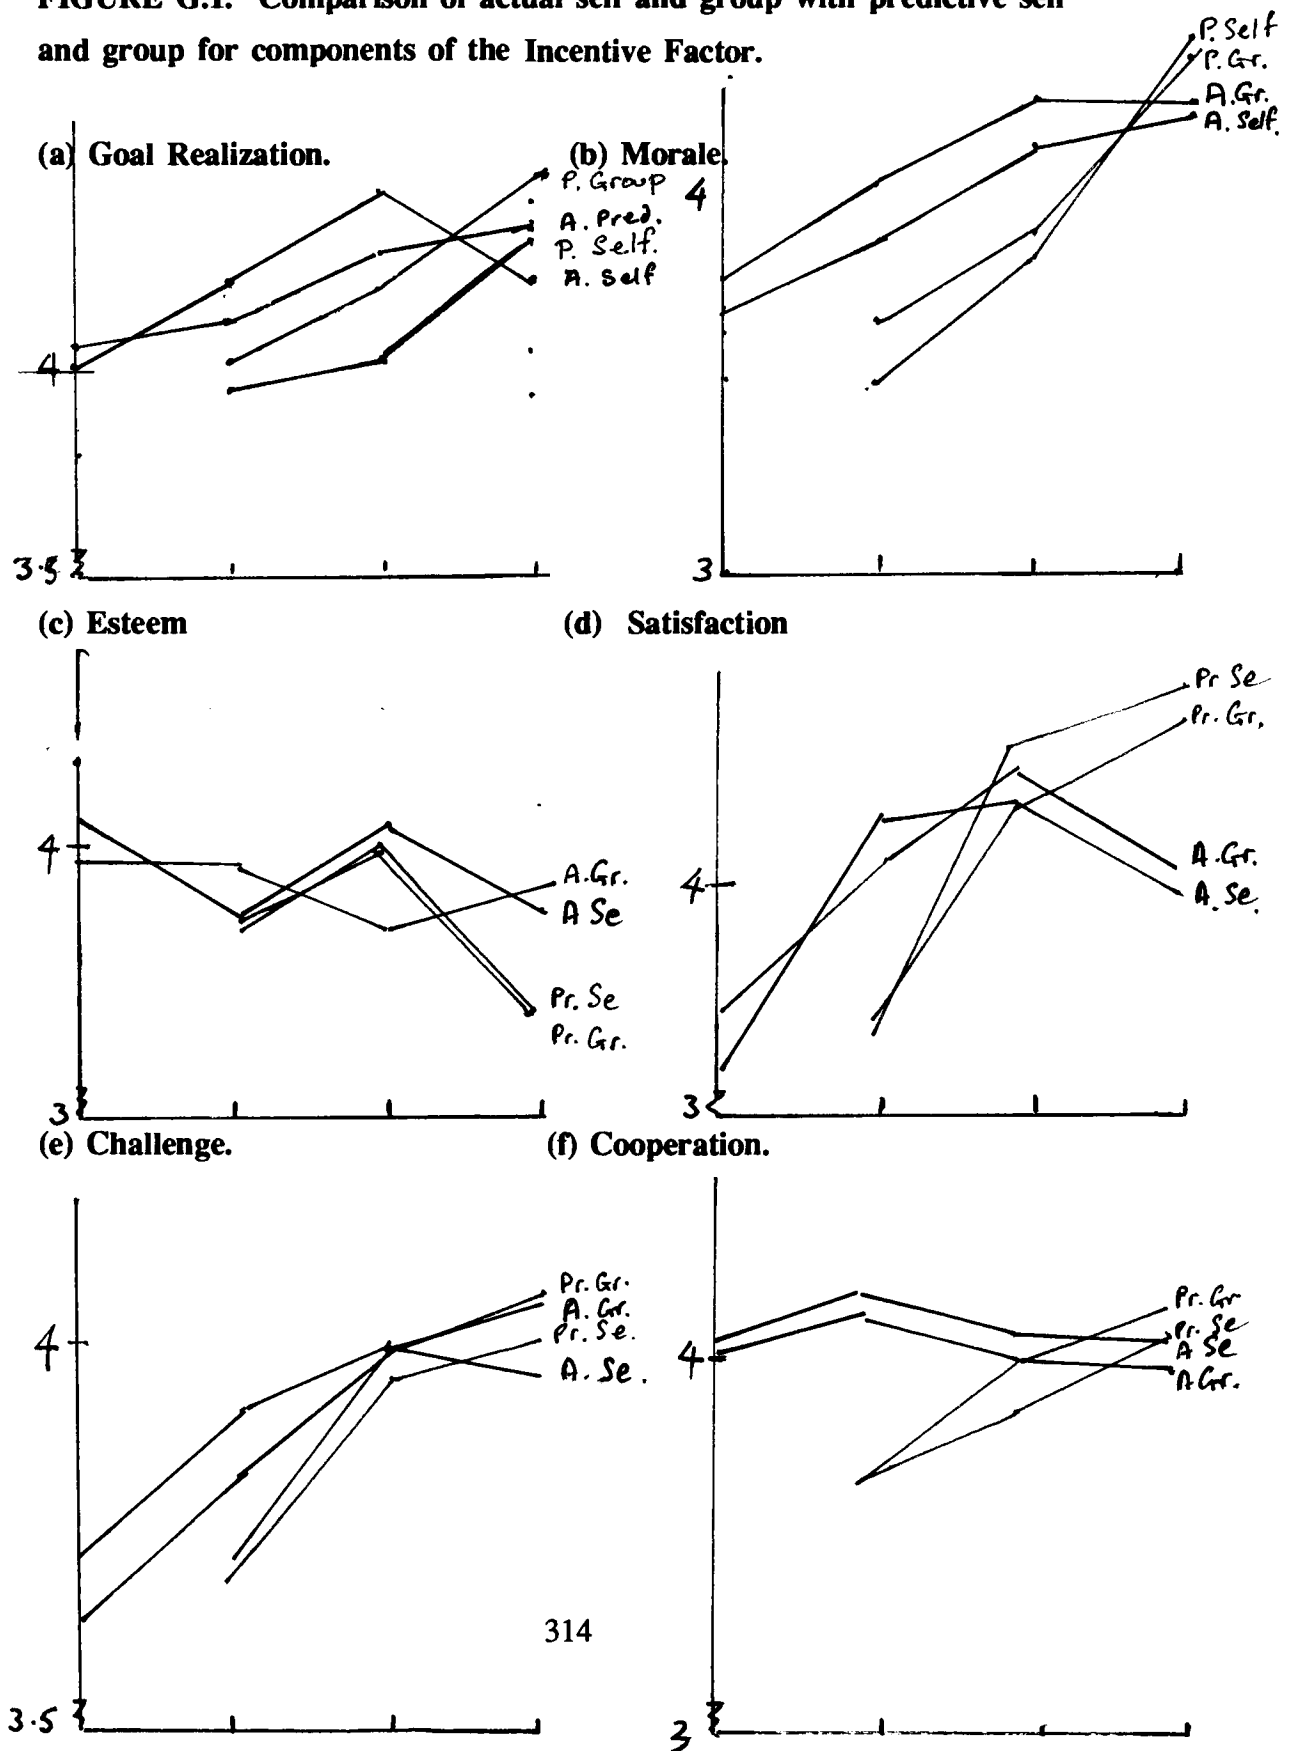 FIGURE G.1. Comparison of actual self and group with predictive self
and group for components of the Incentive Factor.
(a) Goal Realization.
P. Group
A. Pred.
P. Self.
A. Self
4
3.5
(b) Morale.
P. Self
P. Gr.
A. Gr.
A. Self.
4
3
(c) Esteem
4
A. Gr.
A Se
Pr. Se
Pr. Gr.
3
(d) Satisfaction
Pr Se
Pr. Gr.
4
A. Gr.
A. Se.
3
(e) Challenge.
Pr. Gr.
A. Gr.
Pr. Se.
A. Se.
4
3.5
(f) Cooperation.
Pr. Gr
Pr. Se
A Se
A Gr.
4
3
314